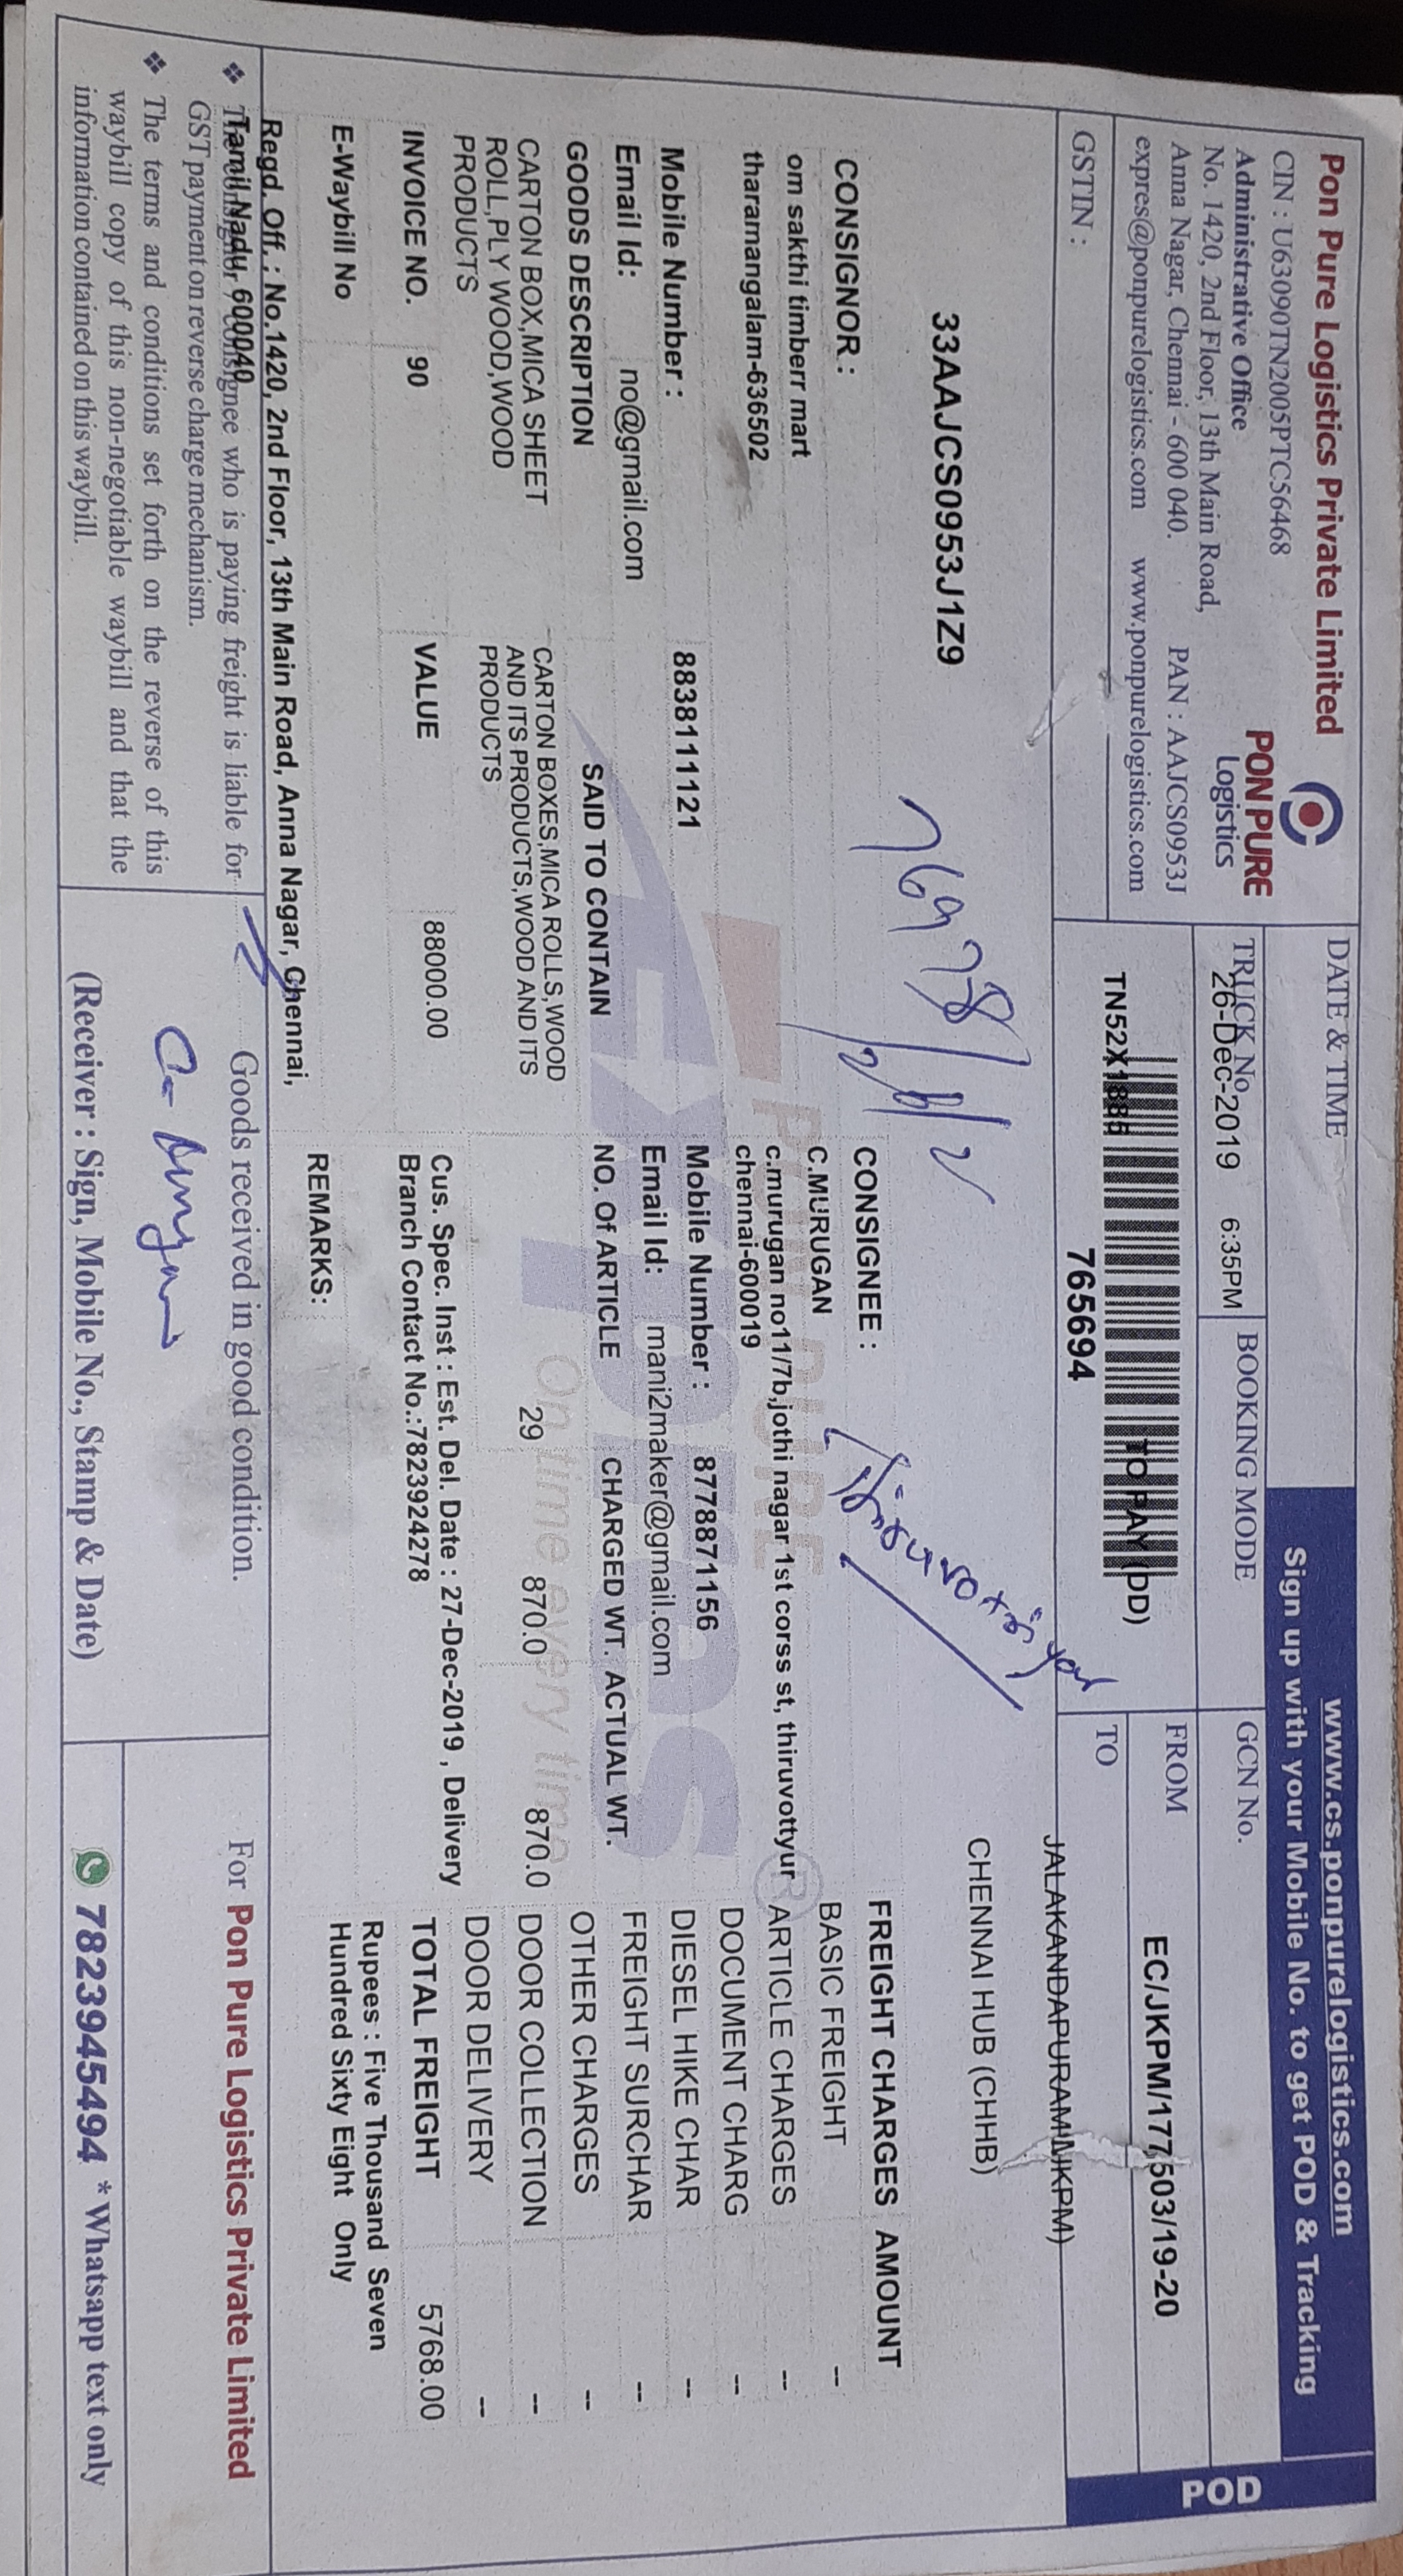 Pon Pure Logistics Private Limited
CIN : U63090TN2005PTC56468
Administrative Office
No. 1420, 2nd Floor, 13th Main Road,
Anna Nagar, Chennai - 600 040. PAN : AAJCS0953J
expres@ponpurelogistics.com www.ponpurelogistics.com
PON PURE
Logistics
GSTIN :
33AAJCS0953J1Z9
DATE & TIME
TRUCK No.
26-Dec-2019 6:35PM
TN52X1885
BOOKING MODE
TO PAY (DD)
765694
www.cs.ponpurelogistics.com
Sign up with your Mobile No. to get POD & Tracking
POD
GCN No.
EC/JKPM/177,503/19-20
FROM
JALAKANDAPURAM(JKPM)
TO
CHENNAI HUB (CHHB)
CONSIGNOR :
om sakthi timberr mart
tharamangalam-636502
Mobile Number : 8838111121
Email Id: no@gmail.com
CONSIGNEE :
C.MURUGAN
c.murugan no11/7b,jothi nagar 1st corss st, thiruvottyur
chennai-600019
Mobile Number : 8778871156
Email Id: mani2maker@gmail.com
GOODS DESCRIPTION SAID TO CONTAIN NO. Of ARTICLE CHARGED WT. ACTUAL WT.
CARTON BOX,MICA SHEET
ROLL,PLY WOOD,WOOD
PRODUCTS
CARTON BOXES,MICA ROLLS,WOOD
AND ITS PRODUCTS,WOOD AND ITS
PRODUCTS
29 870.0 870.0
INVOICE NO. 90 VALUE 88000.00
Cus. Spec. Inst : Est. Del. Date : 27-Dec-2019 , Delivery
Branch Contact No.:7823924278
E-Waybill No
REMARKS:
FREIGHT CHARGES AMOUNT
BASIC FREIGHT --
ARTICLE CHARGES --
DOCUMENT CHARG --
DIESEL HIKE CHAR --
FREIGHT SURCHAR --
OTHER CHARGES --
DOOR COLLECTION --
DOOR DELIVERY --
TOTAL FREIGHT 5768.00
Rupees : Five Thousand Seven
Hundred Sixty Eight Only
PON PURE
Express
On time every time
Regd. Off. : No.1420, 2nd Floor, 13th Main Road, Anna Nagar, Chennai,
Tamil Nadu, 600040
❖ The consignor / consignee who is paying freight is liable for
GST payment on reverse charge mechanism.
❖ The terms and conditions set forth on the reverse of this
waybill copy of this non-negotiable waybill and that the
information contained on this waybill.
Goods received in good condition.
(Receiver : Sign, Mobile No., Stamp & Date)
For Pon Pure Logistics Private Limited
7823945494 *Whatsapp text only